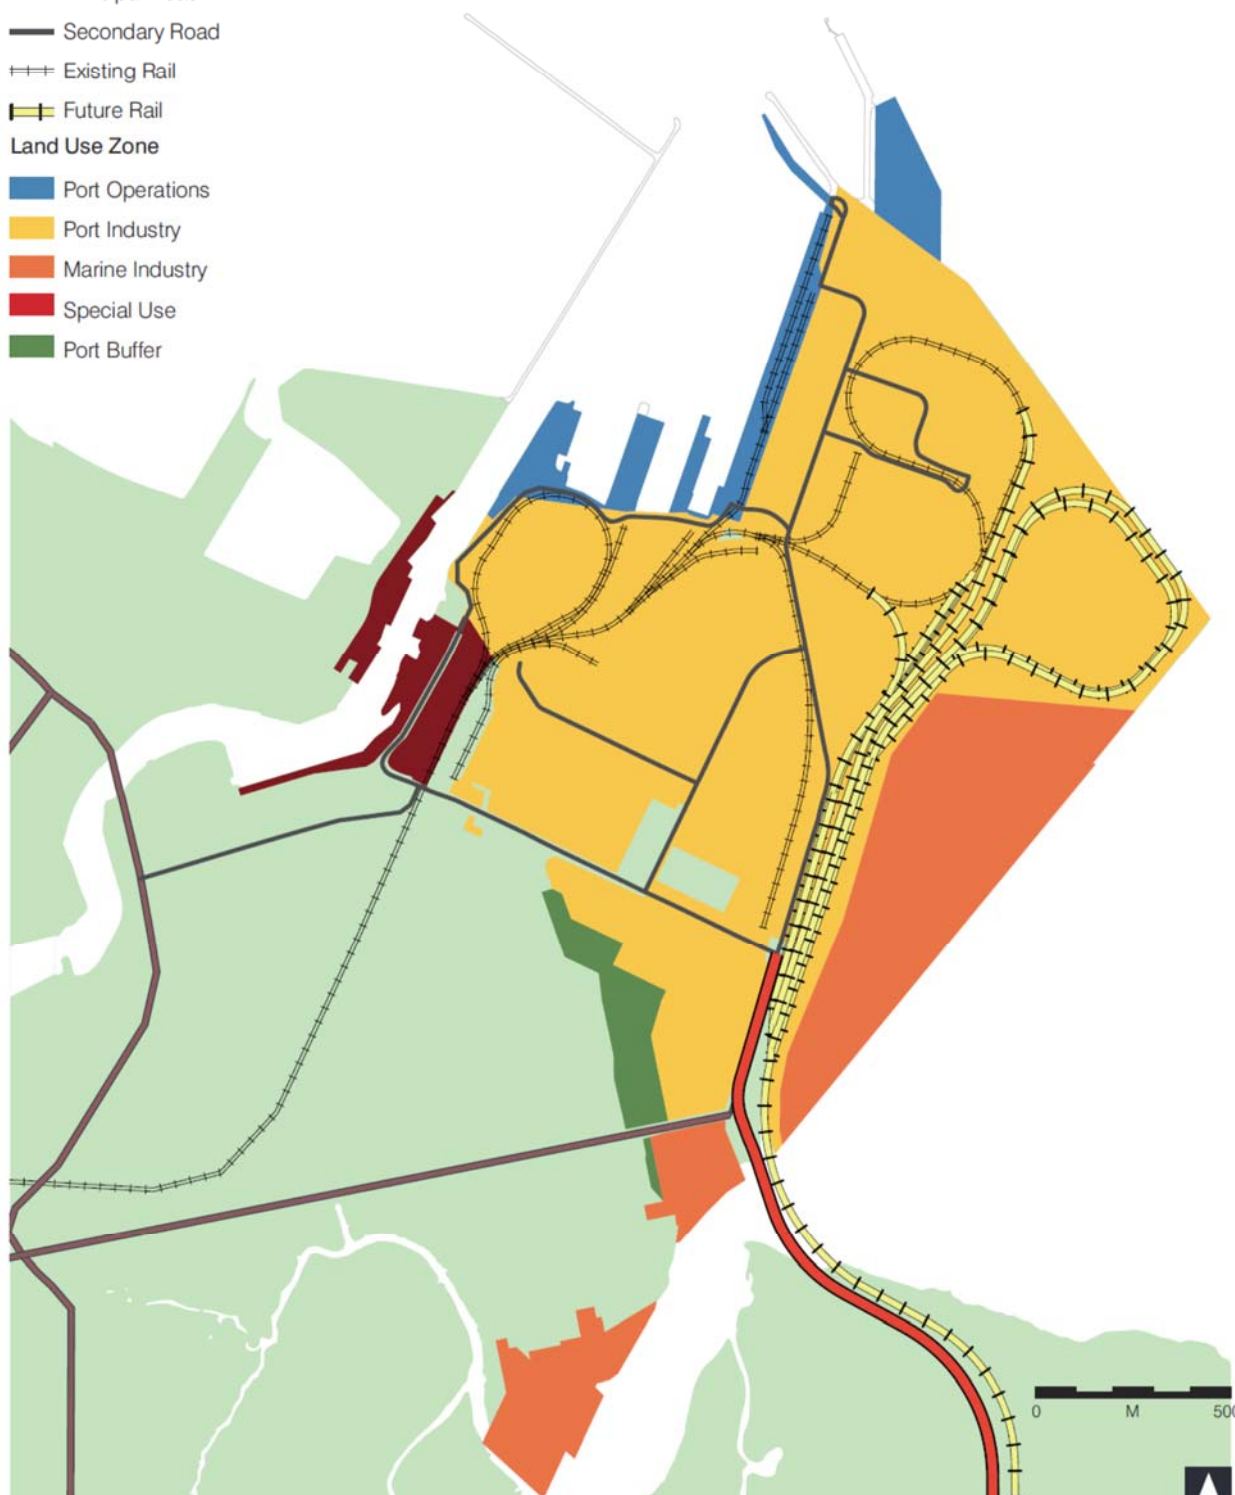 Secondary Road
Existing Rail
Future Rail
Land Use Zone
Port Operations
Port Industry
Marine Industry
Special Use
Port Buffer
0 M 500